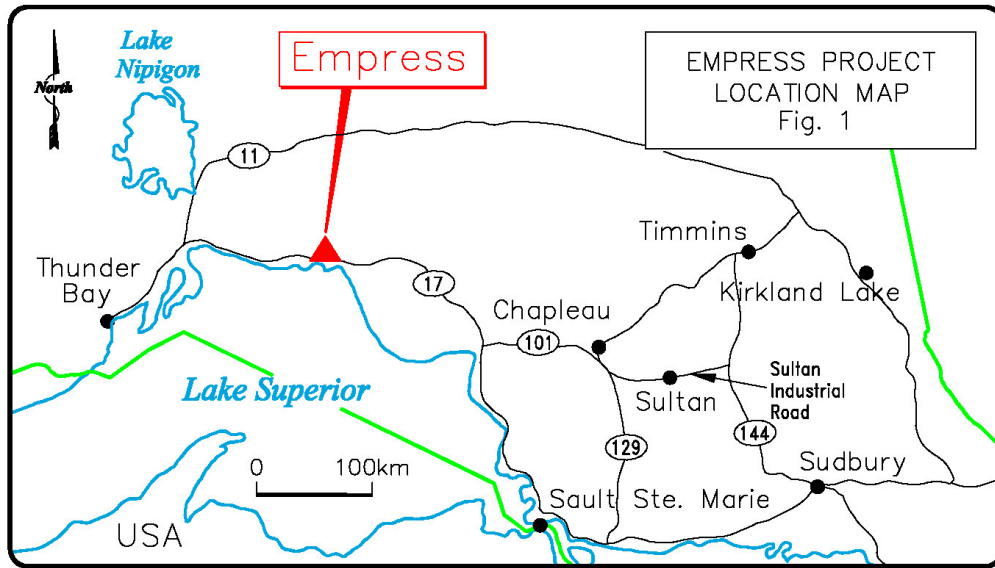 Lake
Nipigon
North
Empress
EMPRESS PROJECT
LOCATION MAP
Fig. 1
11
Thunder
Bay
17
Timmins
Kirkland Lake
Chapleau
101
Sultan
Sultan
Industrial
Road
Lake Superior
129
144
0 100km
Sudbury
Sault Ste. Marie
USA